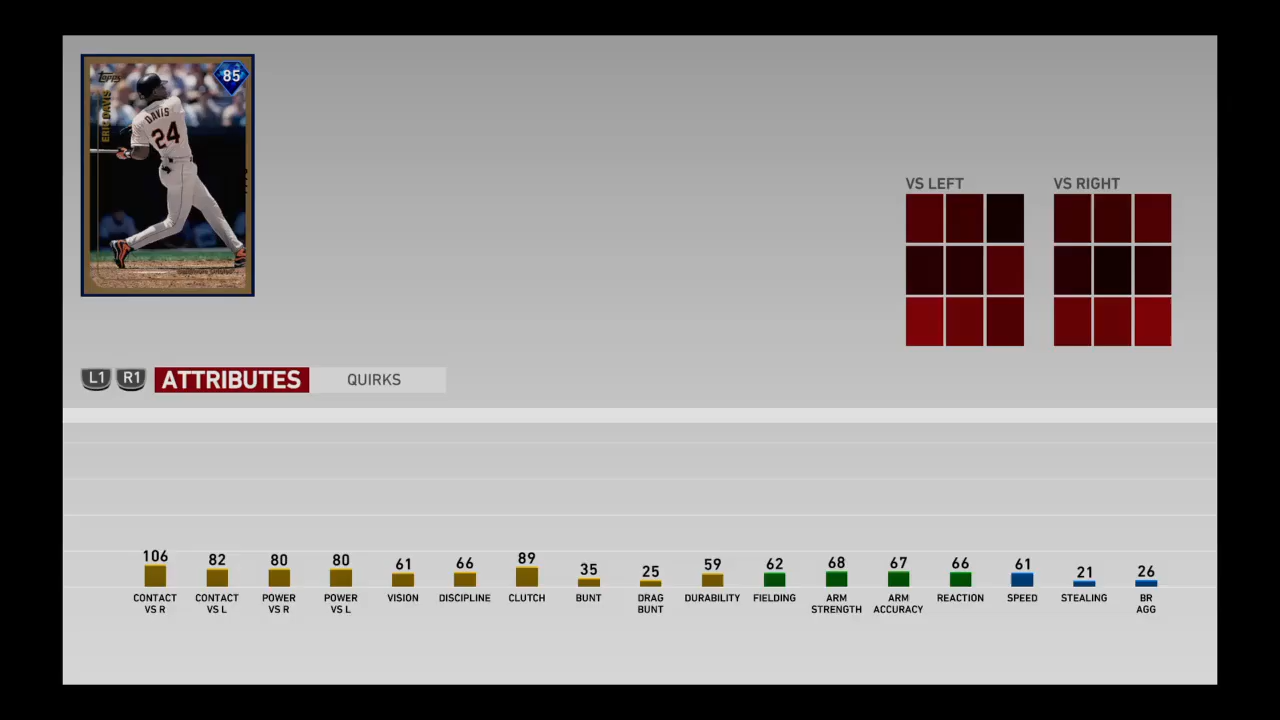 Topps
85
ERIC DAVIS
DAVIS
24
VS LEFT
VS RIGHT
L1
R1
ATTRIBUTES
QUIRKS
106 82 80 80 61 66 89 35 25 59 62 68 67 66 61 21 26
CONTACT CONTACT POWER POWER VISION DISCIPLINE CLUTCH BUNT DRAG DURABILITY FIELDING ARM ARM REACTION SPEED STEALING BR
VS R VS L VS R VS L BUNT STRENGTH ACCURACY AGG